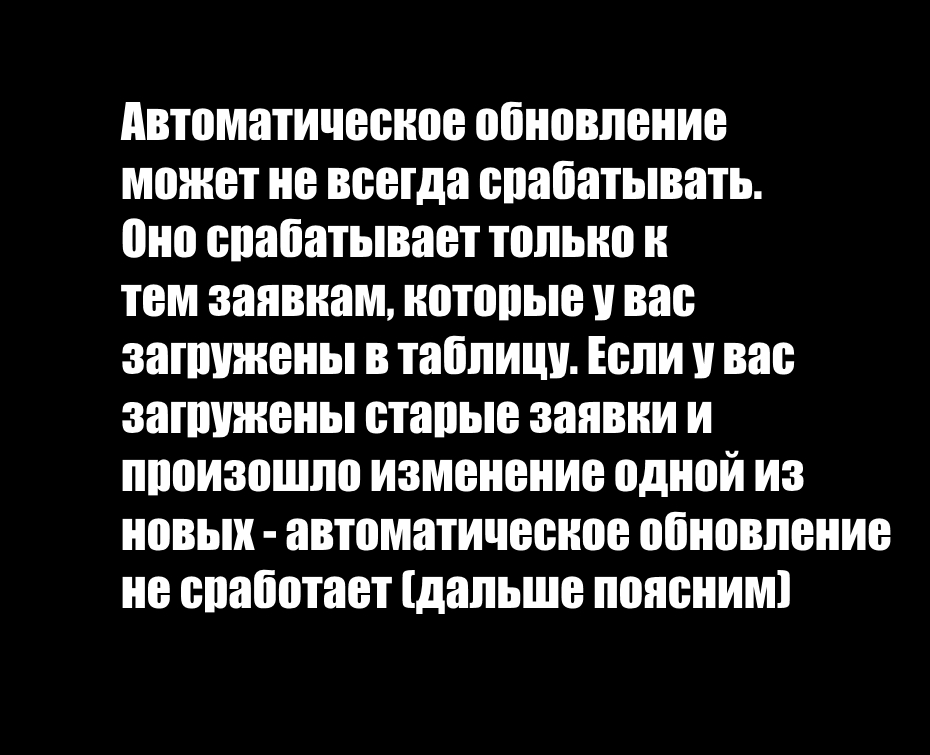 Автоматическое обновление
может не всегда срабатывать.
Оно срабатывает только к
тем заявкам, которые у вас
загружены в таблицу. Если у вас
загружены старые заявки и
произошло изменение одной из
новых - автоматическое обновление
не сработает (дальше поясним)